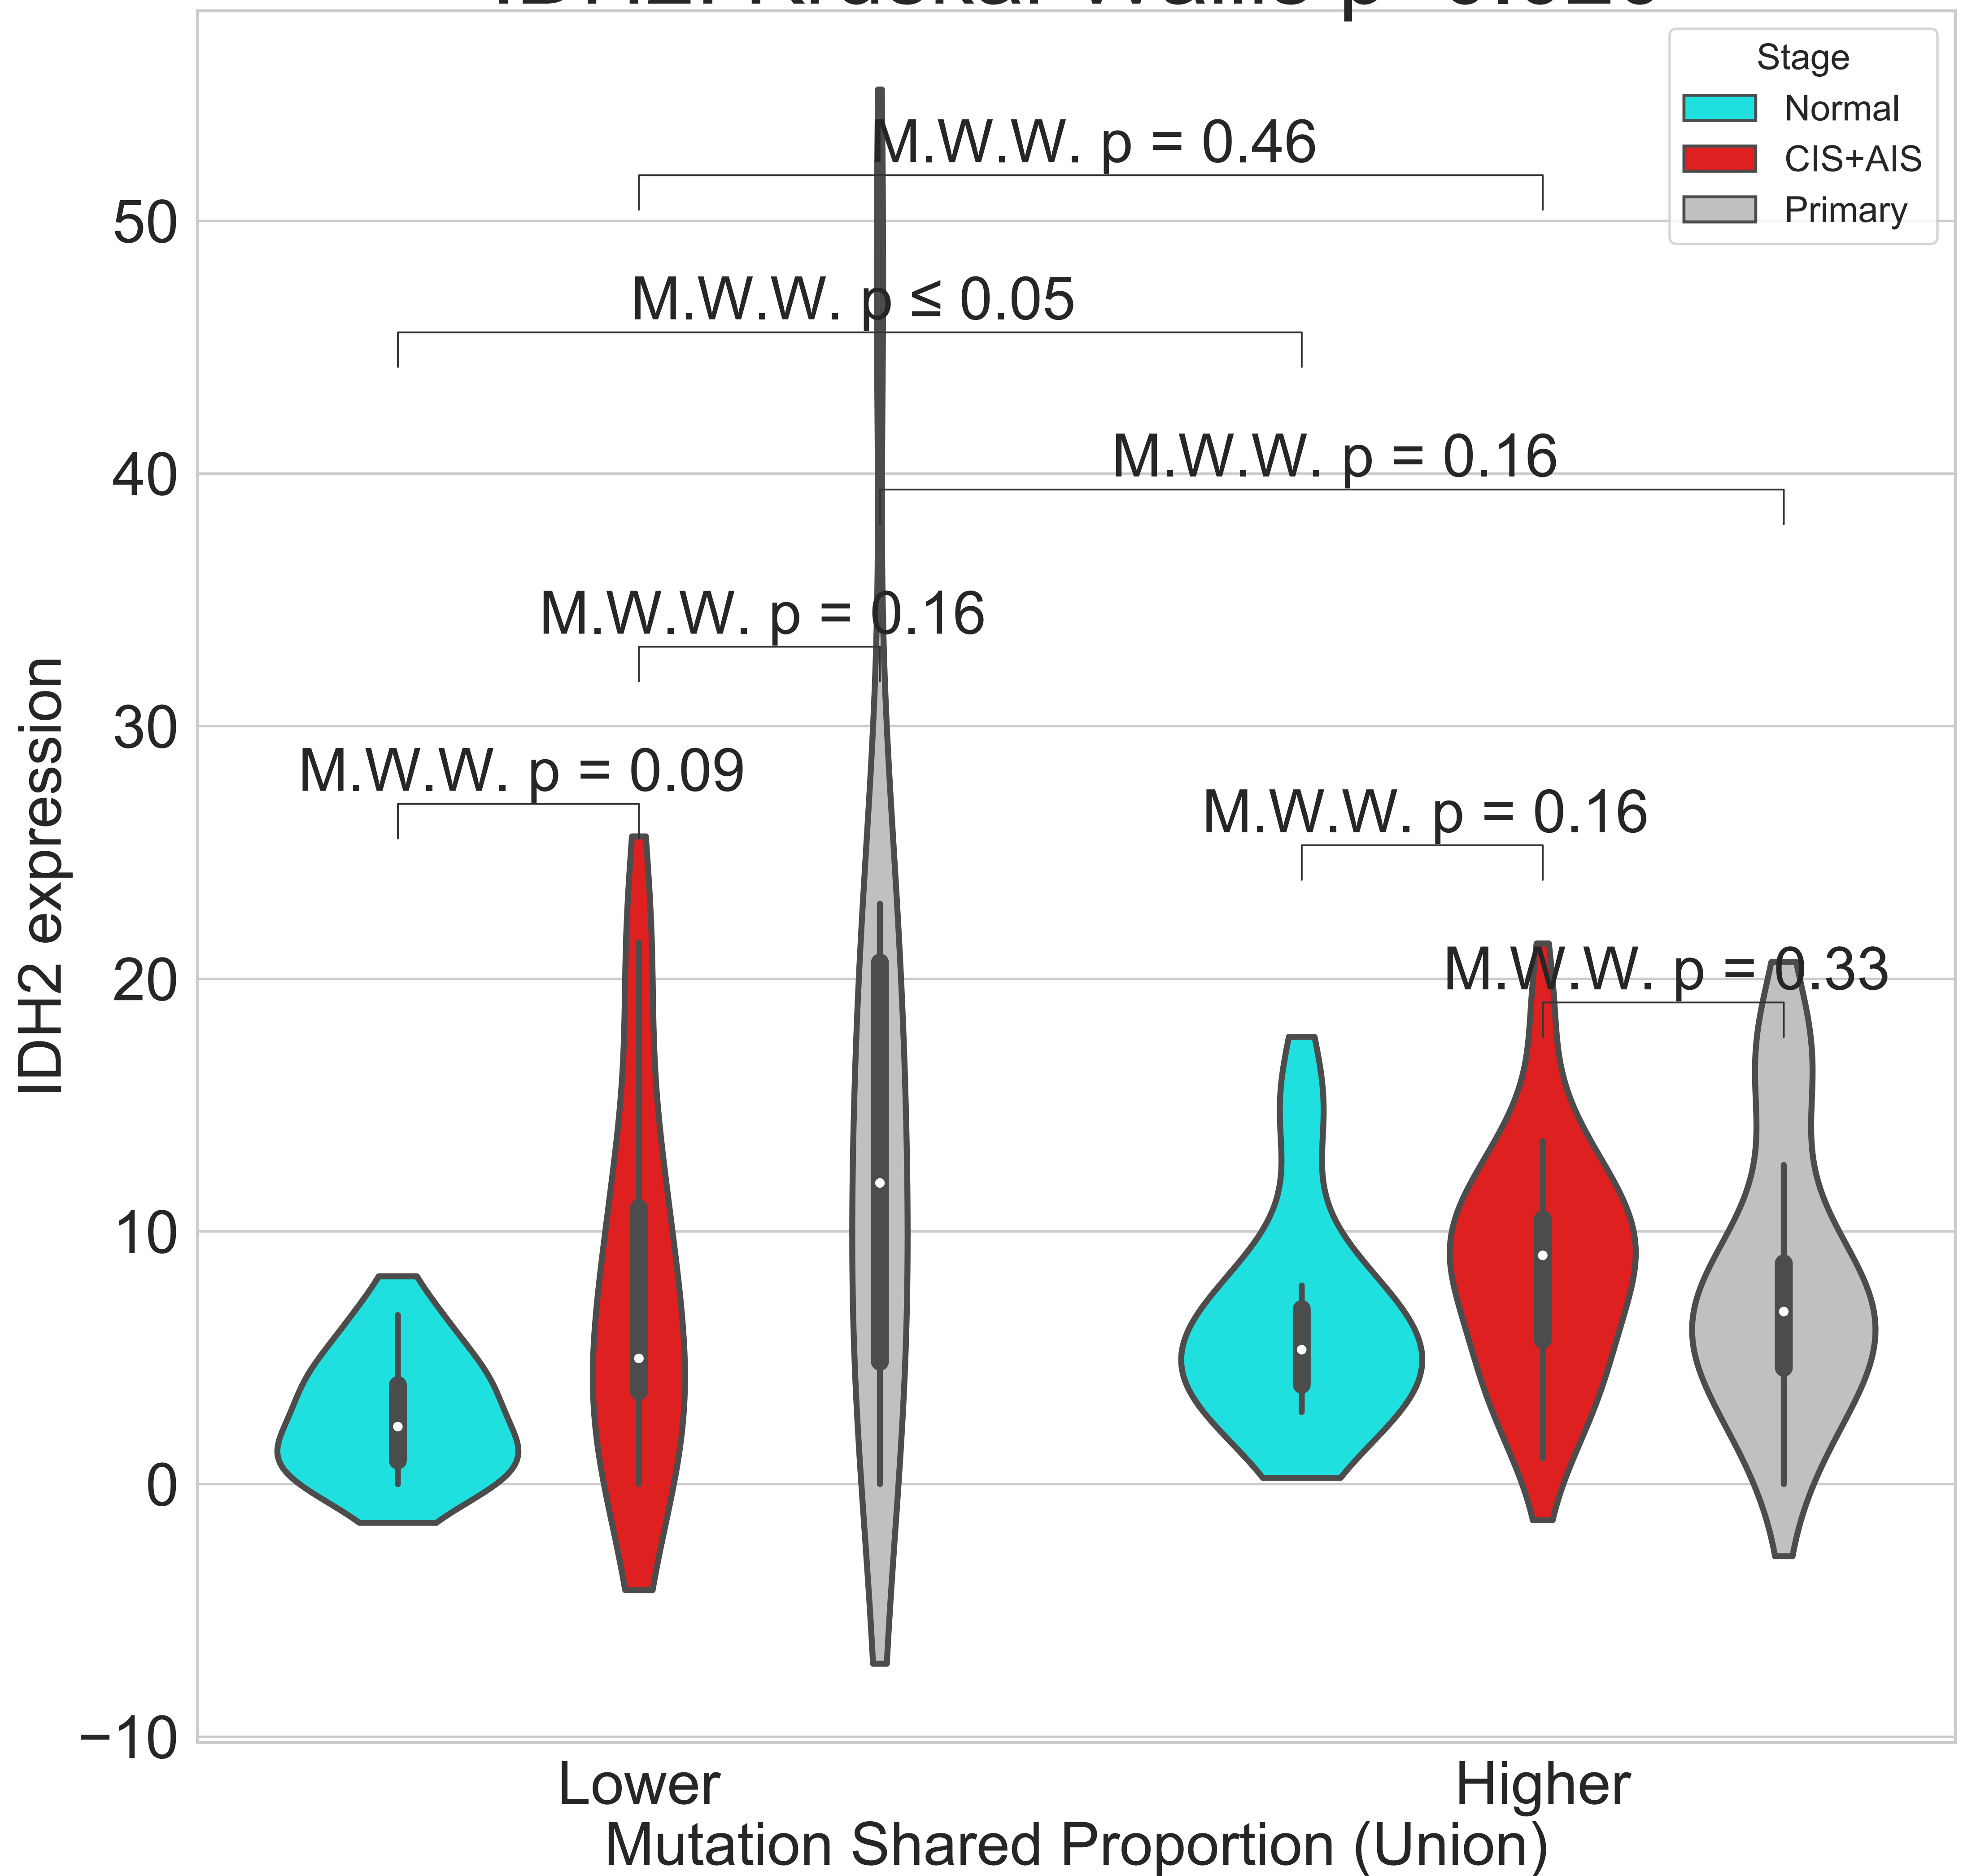 Stage
Normal
CIS+AIS
Primary
M.W.W. p = 0.46
M.W.W. p ≤ 0.05
M.W.W. p = 0.16
M.W.W. p = 0.16
M.W.W. p = 0.09
M.W.W. p = 0.16
M.W.W. p = 0.33
IDH2 expression
50
40
30
20
10
0
−10
Lower
Higher
Mutation Shared Proportion (Union)